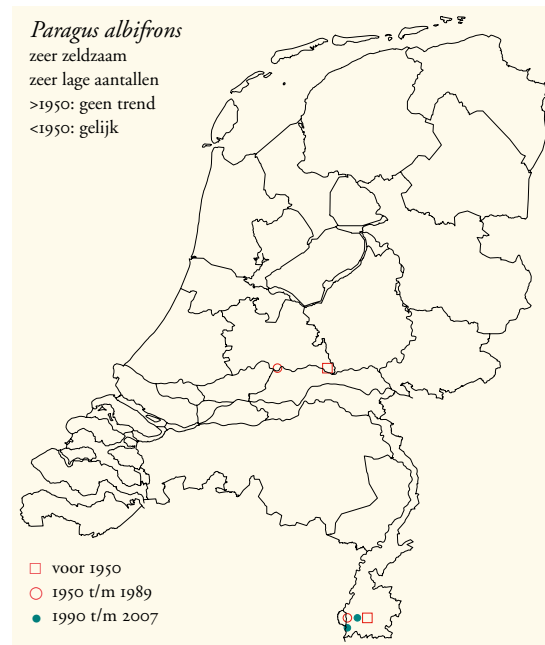 Paragus albifrons
zeer zeldzaam
zeer lage aantallen
>1950: geen trend
<1950: gelijk
voor 1950
1950 t/m 1989
1990 t/m 2007